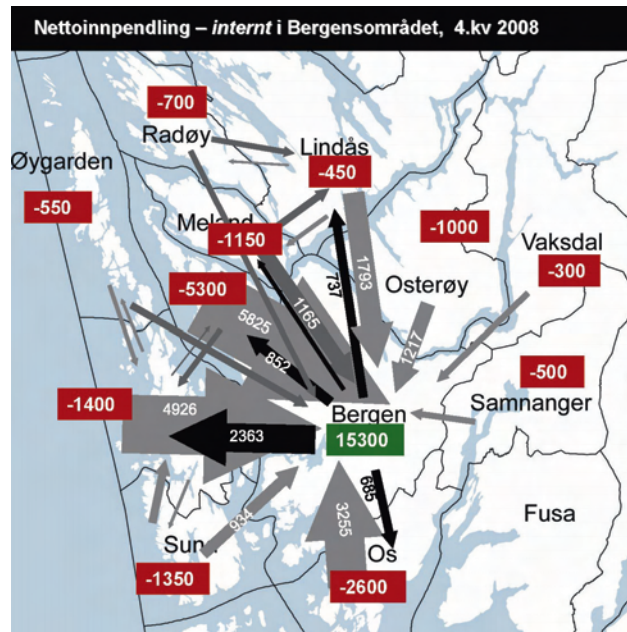 Nettoinnpendling – internt i Bergensområdet, 4.kv 2008
-700
Radøy
Lindås
-450
Øygarden
-550
Meland
-1150
-1000
Vaksdal
-300
-5300
5825
1165
737
1793
Osterøy
1217
852
-500
Samnanger
-1400
4926
2363
Bergen
15300
685
934
3255
Fusa
Sun
Os
-1350
-2600